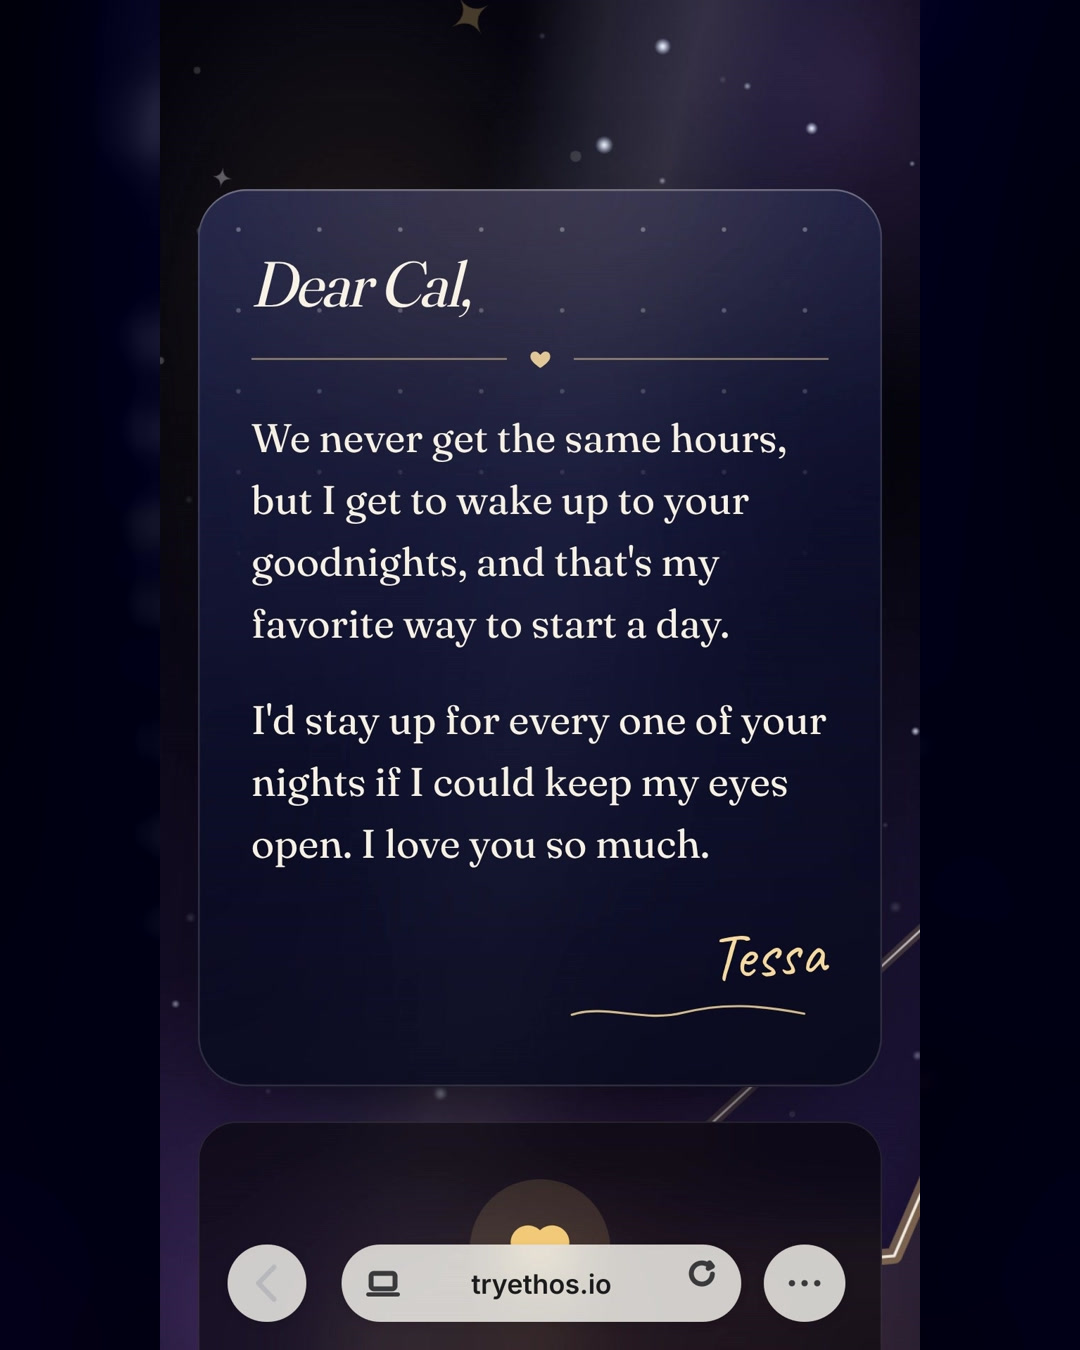 Dear Cal,
We never get the same hours,
but I get to wake up to your
goodnights, and that's my
favorite way to start a day.
I'd stay up for every one of your
nights if I could keep my eyes
open. I love you so much.
Tessa
tryethos.io